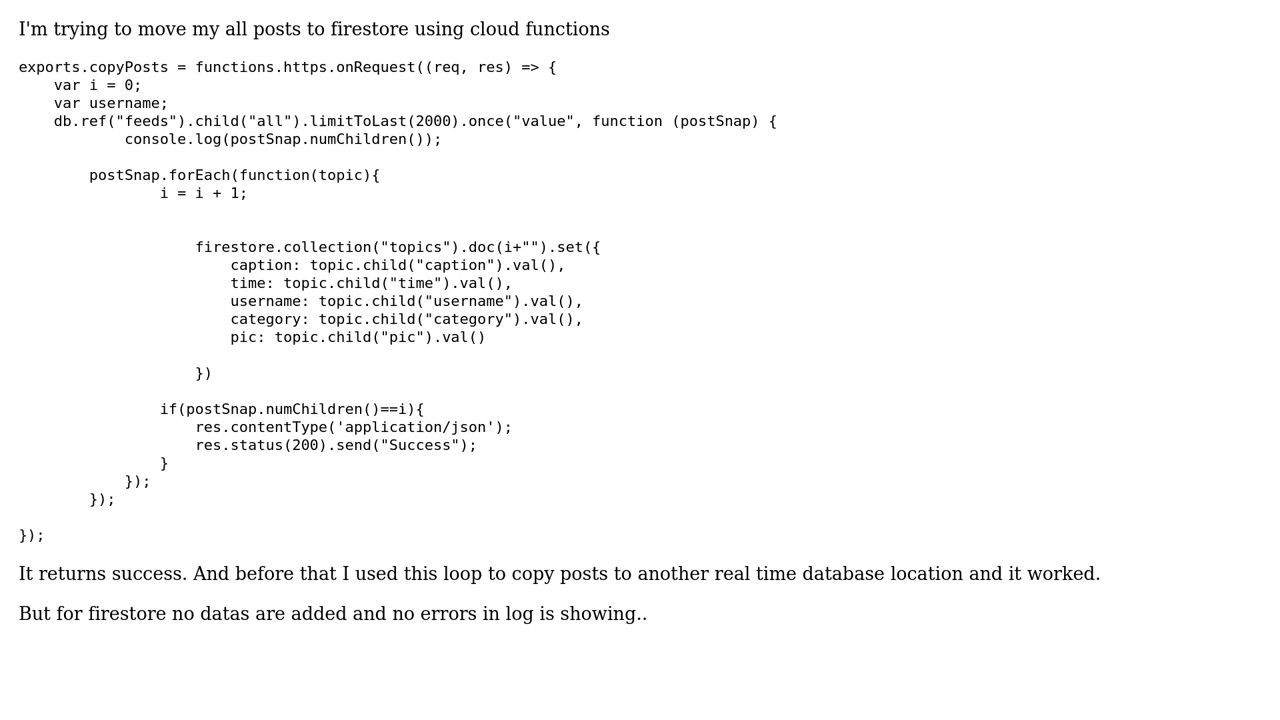 I'm trying to move my all posts to firestore using cloud functions
exports.copyPosts = functions.https.onRequest((req, res) => {
    var i = 0;
    var username;
    db.ref("feeds").child("all").limitToLast(2000).once("value", function (postSnap) {
            console.log(postSnap.numChildren());

        postSnap.forEach(function(topic){
                i = i + 1;


                    firestore.collection("topics").doc(i+"").set({
                        caption: topic.child("caption").val(),
                        time: topic.child("time").val(),
                        username: topic.child("username").val(),
                        category: topic.child("category").val(),
                        pic: topic.child("pic").val()

                    })

                if(postSnap.numChildren()==i){
                    res.contentType('application/json');
                    res.status(200).send("Success");
                }
            });
        });

});
It returns success. And before that I used this loop to copy posts to another real time database location and it worked.
But for firestore no datas are added and no errors in log is showing..